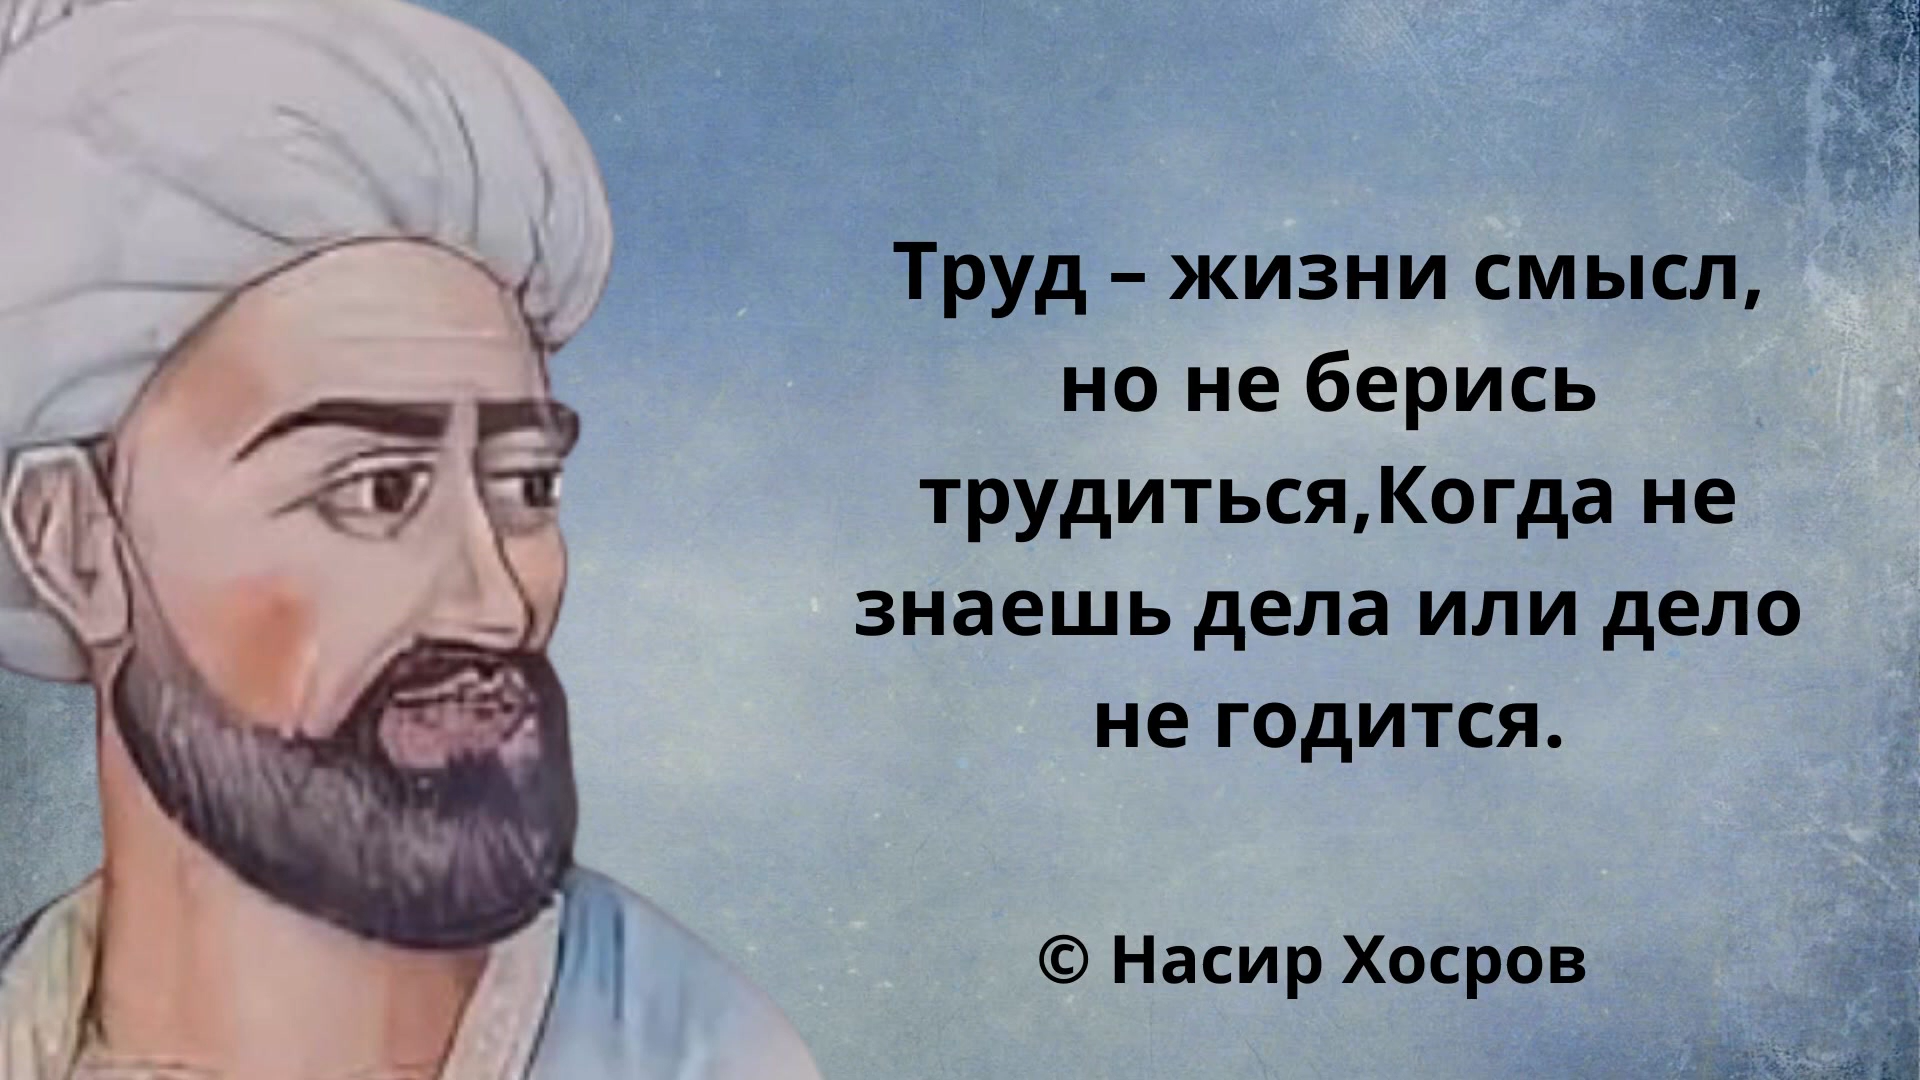 Труд – жизни смысл,
но не берись
трудиться,Когда не
знаешь дела или дело
не годится.
© Насир Хосров